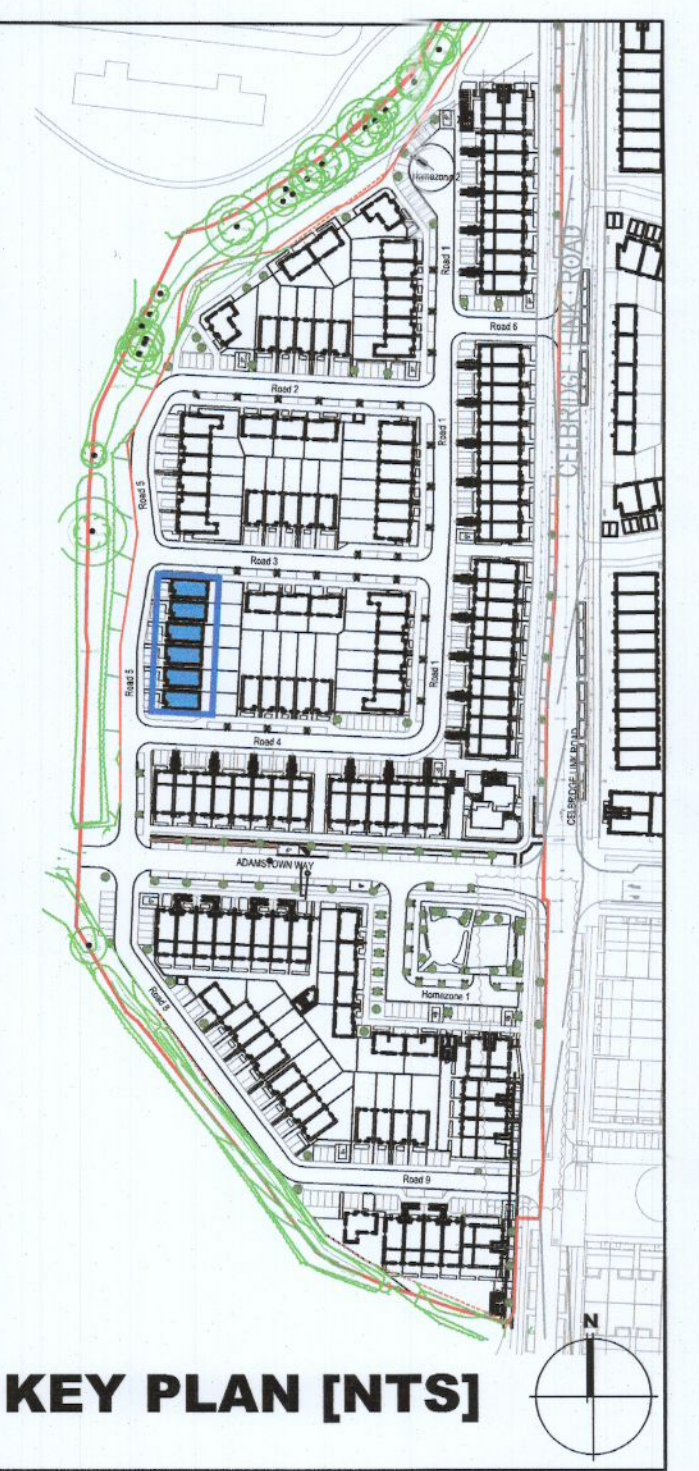 Homezone 2
Road 1
CELBRIDGE LINK ROAD
Road 6
Road 2
Road 1
Road 5
Road 3
Road 5
Road 1
Road 4
CELBRIDGE LINK ROAD
ADAMSTOWN WAY
Road 8
Homezone 1
Road 9
N
KEY PLAN [NTS]